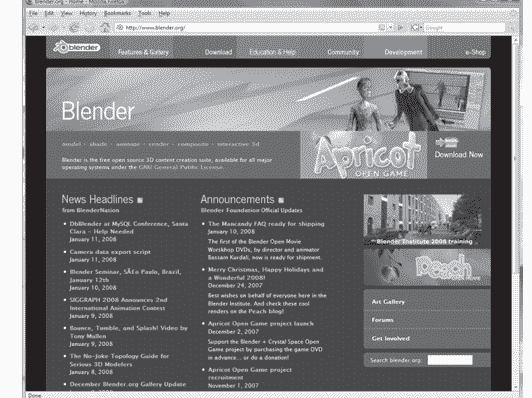 blender.org - Home - Mozilla Firefox
File Edit View History Bookmarks Tools Help
http://www.blender.org/
Google
blender
Features & Gallery
Download
Education & Help
Community
Development
e-Shop
Blender
model - shade - animate - render - composite - interactive 3d
Blender is the free open source 3D content creation suite, available for all major
operating systems under the GNU General Public License.
Apricot
OPEN GAME
Download Now
News Headlines
from BlenderNation
DbBlender at MySQL Conference, Santa
Clara - Help Needed
January 11, 2008
Camera data export script
January 11, 2008
Blender Seminar, SÃ£o Paulo, Brazil,
January 12th
January 10, 2008
SIGGRAPH 2008 Announces 2nd
International Animation Contest
January 9, 2008
Bounce, Tumble, and Splash! Video by
Tony Mullen
January 9, 2008
The No-Joke Topology Guide for
Serious 3D Modelers
January 8, 2008
December Blender.org Gallery Update
Announcements
Blender Foundation Official Updates
The Mancandy FAQ ready for shipping
January 10, 2008
The first of the Blender Open Movie
Worskhop DVDs, by director and animator
Bassam Kurdali, now is ready for shipment.
Merry Christmas, Happy Holidays and
a Wonderful 2008!
December 24, 2007
Best wishes on behalf of everyone here in the
Blender Institute. And check these cool
renders on the Peach blog!
Apricot Open Game project launch
December 2, 2007
Support the Blender + Crystal Space Open
Game project by purchasing the game DVD
in advance... or do a donation!
Apricot Open Game project
recruitment
November 1, 2007
Blender Institute 2008 training
Peach
Art Gallery
Forums
Get Involved
Search blender.org:
Done